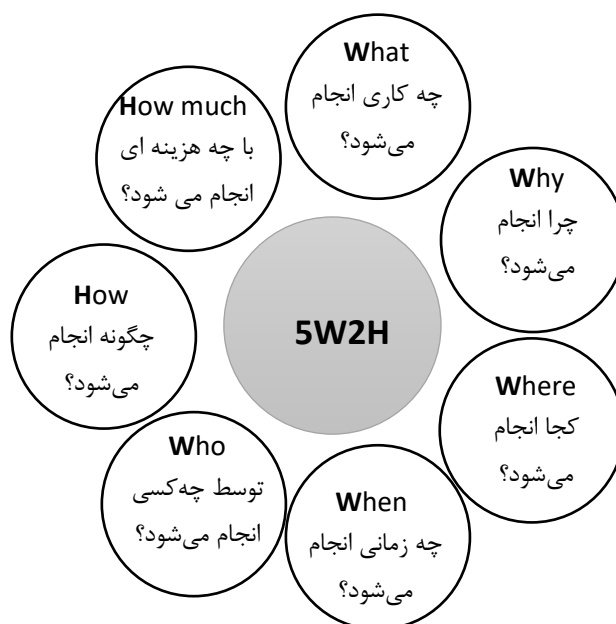 What
چه کاری انجام
می‌شود؟
Why
چرا انجام
می‌شود؟
Where
کجا انجام
می‌شود؟
When
چه زمانی انجام
می‌شود؟
Who
توسط چه‌کسی
انجام می‌شود؟
How
چگونه انجام
می‌شود؟
How much
با چه هزینه ای
انجام می شود؟
5W2H